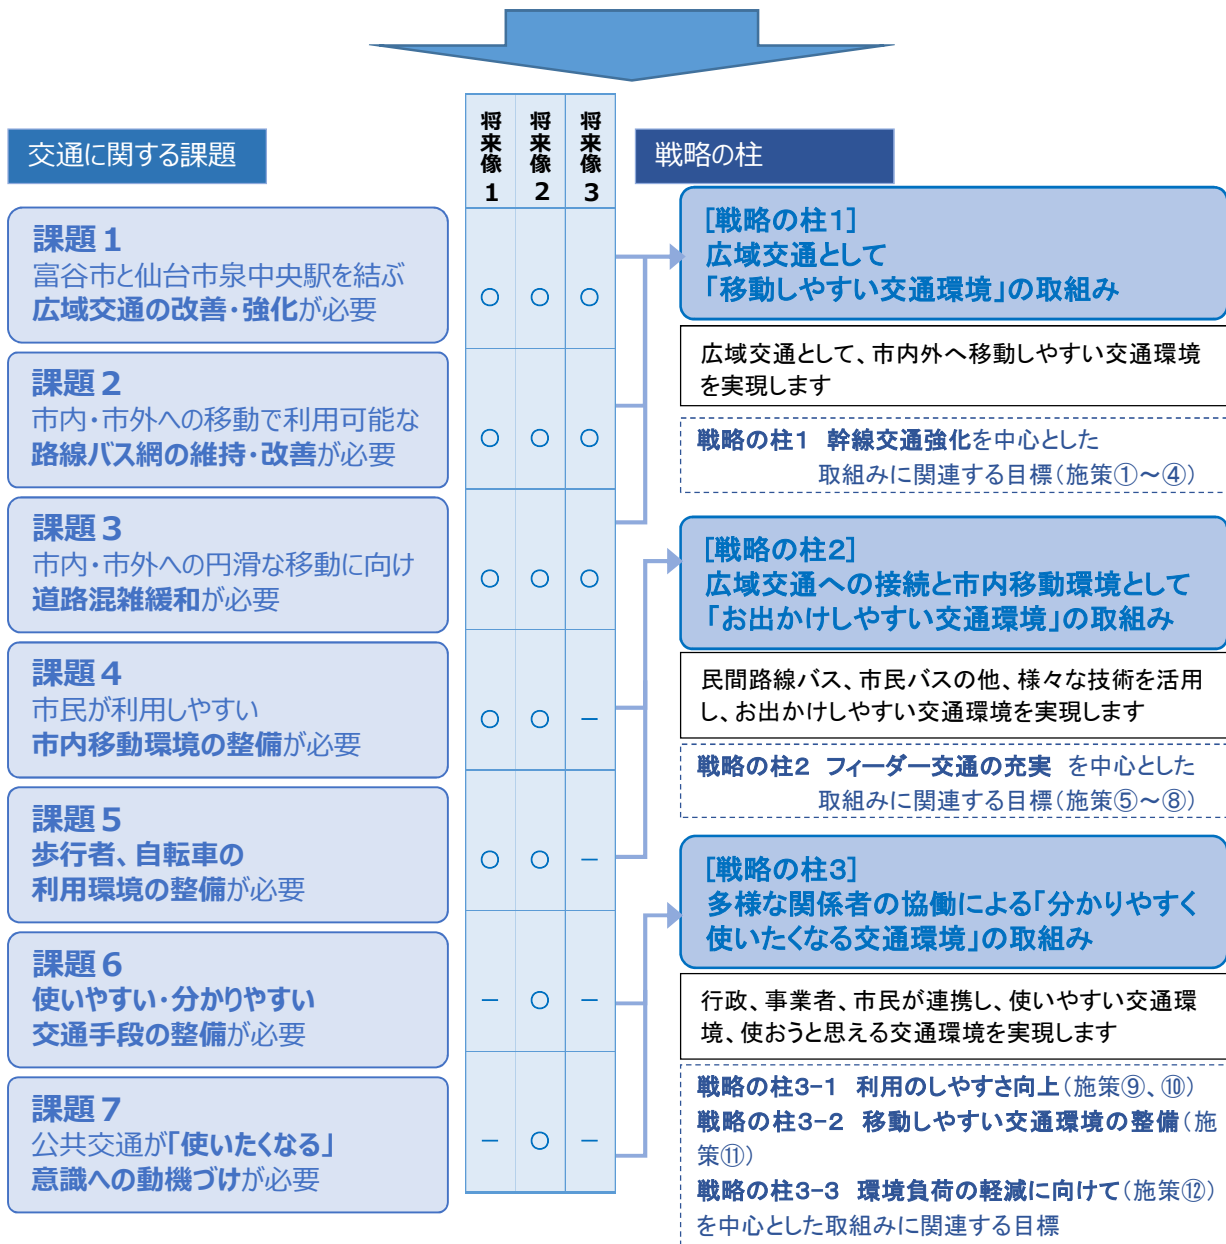 交通に関する課題
将来像1
将来像2
将来像3
戦略の柱
課題1
富谷市と仙台市泉中央駅を結ぶ
広域交通の改善・強化が必要
○ ○ ○
課題2
市内・市外への移動で利用可能な
路線バス網の維持・改善が必要
○ ○ ○
課題3
市内・市外への円滑な移動に向け
道路混雑緩和が必要
○ ○ ○
課題4
市民が利用しやすい
市内移動環境の整備が必要
○ ○ －
課題5
歩行者、自転車の
利用環境の整備が必要
○ ○ －
課題6
使いやすい・分かりやすい
交通手段の整備が必要
－ ○ －
課題7
公共交通が「使いたくなる」
意識への動機づけが必要
－ ○ －
[戦略の柱1]
広域交通として
「移動しやすい交通環境」の取組み
広域交通として、市内外へ移動しやすい交通環境
を実現します
戦略の柱1　幹線交通強化を中心とした
取組みに関連する目標（施策①～④）
[戦略の柱2]
広域交通への接続と市内移動環境として
「お出かけしやすい交通環境」の取組み
民間路線バス、市民バスの他、様々な技術を活用
し、お出かけしやすい交通環境を実現します
戦略の柱2　フィーダー交通の充実　を中心とした
取組みに関連する目標（施策⑤～⑧）
[戦略の柱3]
多様な関係者の協働による「分かりやすく
使いたくなる交通環境」の取組み
行政、事業者、市民が連携し、使いやすい交通環
境、使おうと思える交通環境を実現します
戦略の柱3-1　利用のしやすさ向上（施策⑨、⑩）
戦略の柱3-2　移動しやすい交通環境の整備（施
策⑪）
戦略の柱3-3　環境負荷の軽減に向けて（施策⑫）
を中心とした取組みに関連する目標